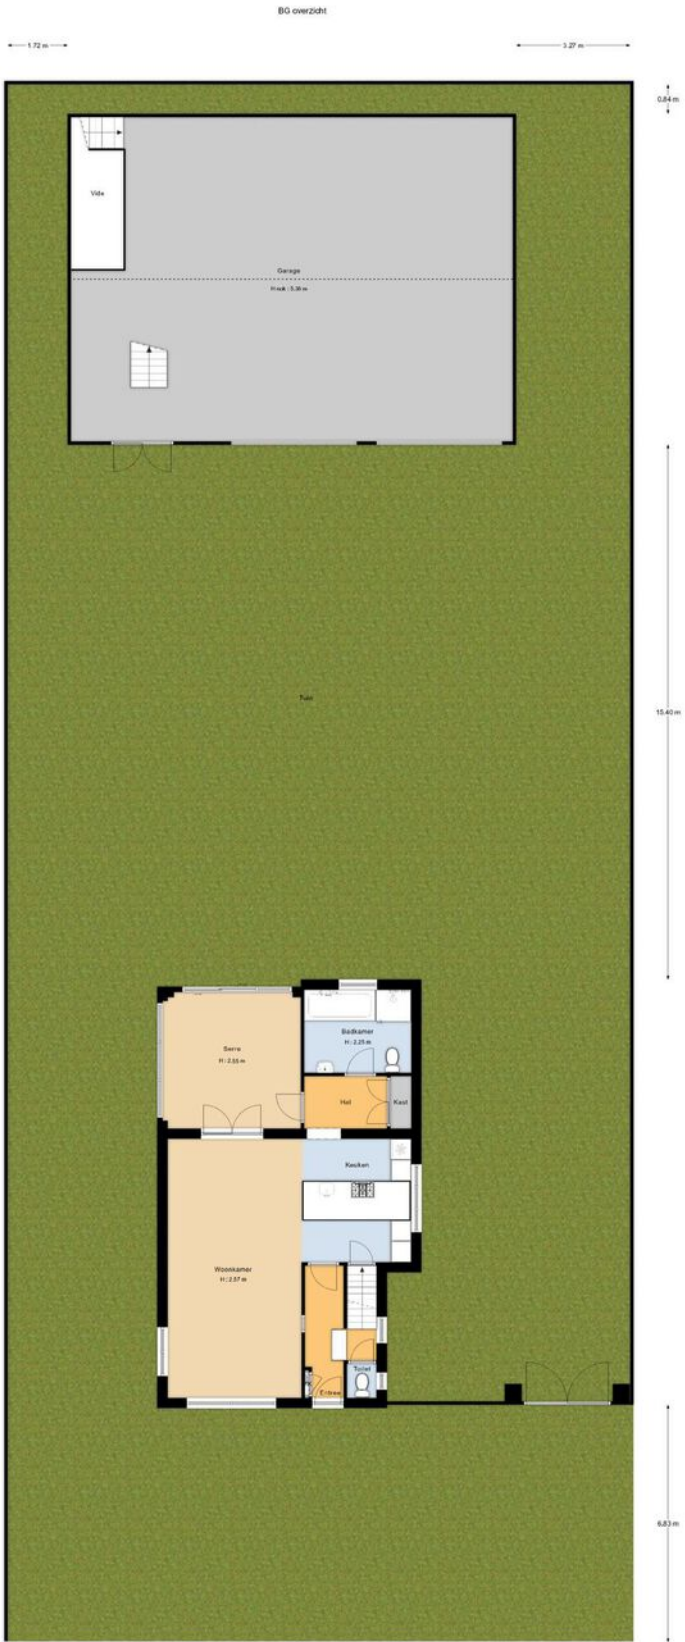 BG overzicht
1.72 m
3.27 m
0.84 m
Vide
Garage
H nok : 5.30 m
Tuin
15.40 m
Serre
H : 2.55 m
Badkamer
H : 2.25 m
Hal
Kast
Keuken
Woonkamer
H : 2.57 m
Toilet
Entree
6.83 m